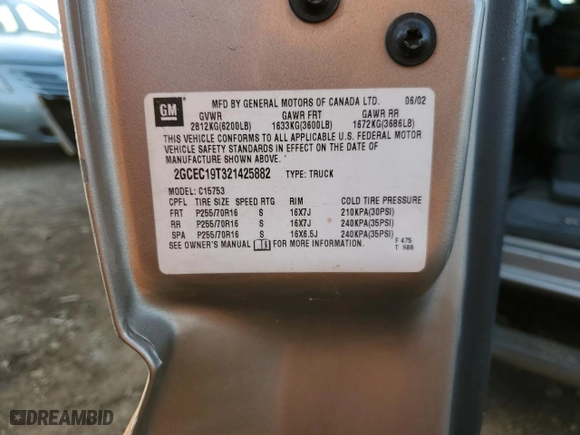 GM
MFD BY GENERAL MOTORS OF CANADA LTD. 06/02
GVWR GAWR FRT GAWR RR
2812KG(6200LB) 1633KG(3600LB) 1672KG(3686LB)
THIS VEHICLE CONFORMS TO ALL APPLICABLE U.S. FEDERAL MOTOR
VEHICLE SAFETY STANDARDS IN EFFECT ON THE DATE OF
MANUFACTURE SHOWN ABOVE.
2GCEC19T321425882 TYPE: TRUCK
MODEL: C15753
CPFL TIRE SIZE SPEED RTG RIM COLD TIRE PRESSURE
FRT P255/70R16 S 16X7J 210KPA(30PSI)
RR P255/70R16 S 16X7J 240KPA(35PSI)
SPA P255/70R16 S 16X6.5J 240KPA(35PSI)
SEE OWNER'S MANUAL FOR MORE INFORMATION.
F 475
T 686
DREAMBID